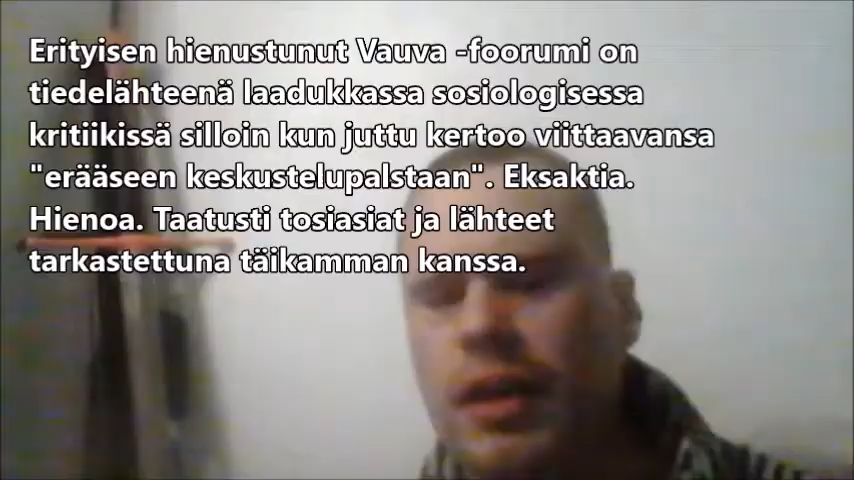 Erityisen hienustunut Vauva -foorumi on
tiedelähteenä laadukkassa sosiologisessa
kritiikissä silloin kun juttu kertoo viittaavansa
"erääseen keskustelupalstaan". Eksaktia.
Hienoa. Taatusti tosiasiat ja lähteet
tarkastettuna täikamman kanssa.